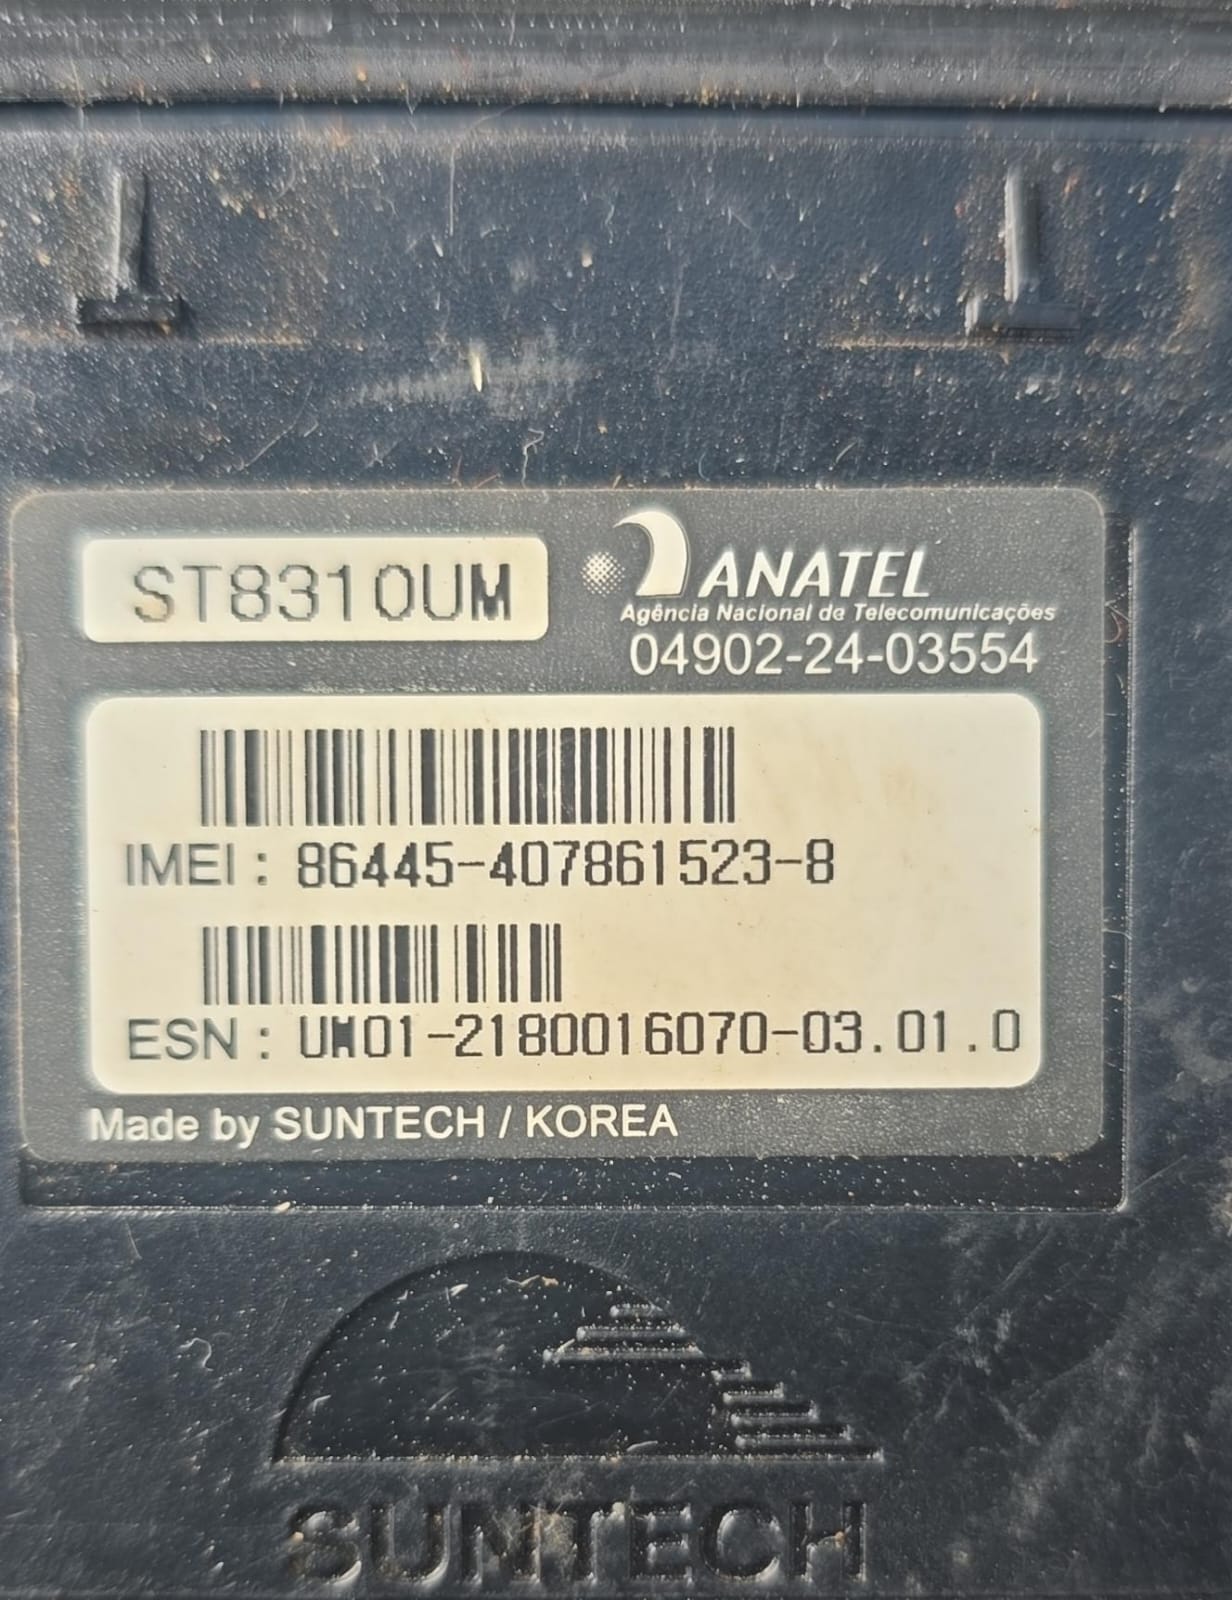 ST8310UM
ANATEL
Agência Nacional de Telecomunicações
04902-24-03554
IMEI : 86445-407861523-8
ESN : UM01-2180016070-03.01.0
Made by SUNTECH / KOREA
SUNTECH